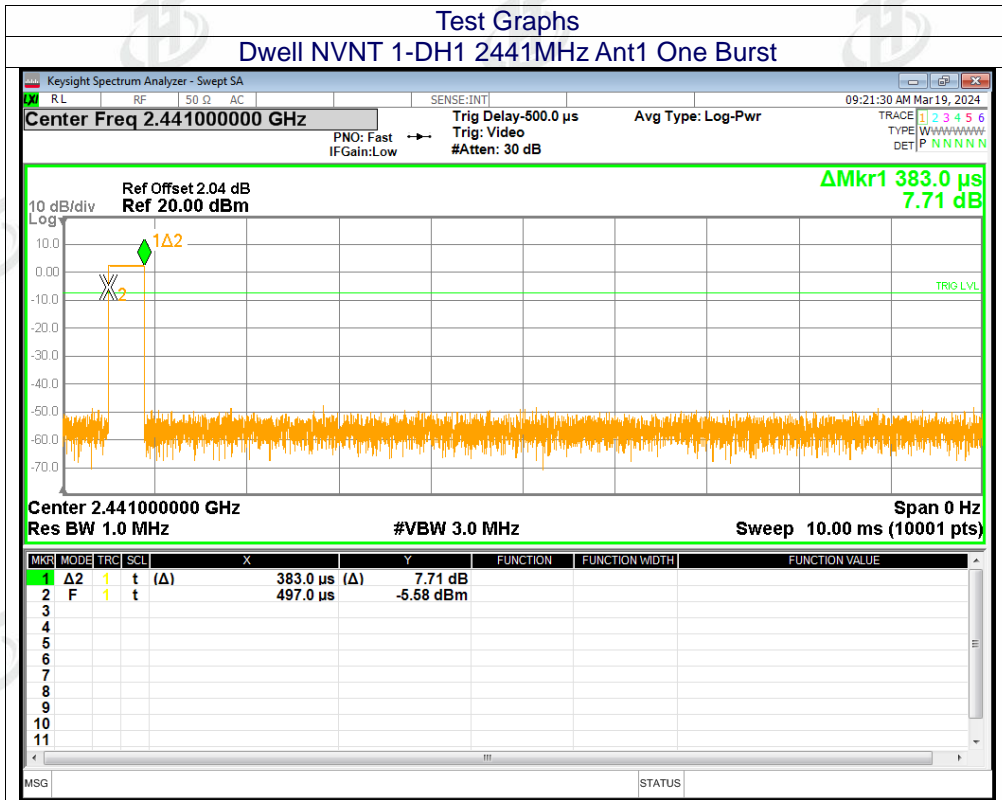 Test Graphs
Dwell NVNT 1-DH1 2441MHz Ant1 One Burst
Keysight Spectrum Analyzer - Swept SA
LXI RL RF 50 Ω AC SENSE:INT 09:21:30 AM Mar 19, 2024
Center Freq 2.441000000 GHz
PNO: Fast
IFGain:Low
Trig Delay-500.0 µs
Trig: Video
#Atten: 30 dB
Avg Type: Log-Pwr
TRACE 1 2 3 4 5 6
TYPE WWWWWWW
DET P N N N N N
ΔMkr1 383.0 µs
7.71 dB
Ref Offset 2.04 dB
10 dB/div Ref 20.00 dBm
Log
1Δ2
10.0
0.00
2
TRIG LVL
-10.0
-20.0
-30.0
-40.0
-50.0
-60.0
-70.0
Center 2.441000000 GHz Span 0 Hz
Res BW 1.0 MHz #VBW 3.0 MHz Sweep 10.00 ms (10001 pts)
MKR MODE TRC SCL X Y FUNCTION FUNCTION WIDTH FUNCTION VALUE
1 Δ2 1 t (Δ) 383.0 µs (Δ) 7.71 dB
2 F 1 t 497.0 µs -5.58 dBm
3
4
5
6
7
8
9
10
11
MSG STATUS